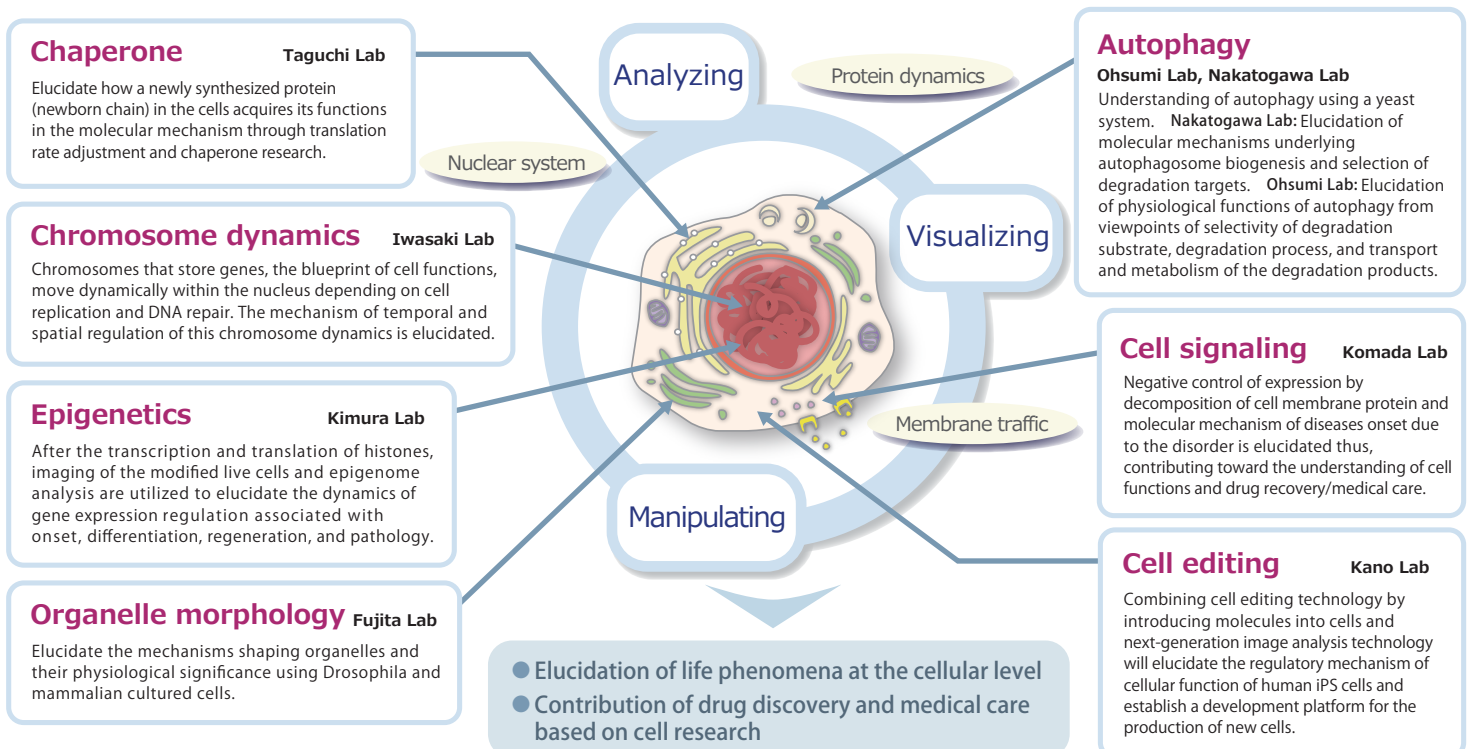 Chaperone Taguchi Lab
Elucidate how a newly synthesized protein
(newborn chain) in the cells acquires its functions
in the molecular mechanism through translation
rate adjustment and chaperone research.
Chromosome dynamics Iwasaki Lab
Chromosomes that store genes, the blueprint of cell functions,
move dynamically within the nucleus depending on cell
replication and DNA repair. The mechanism of temporal and
spatial regulation of this chromosome dynamics is elucidated.
Epigenetics Kimura Lab
After the transcription and translation of histones,
imaging of the modified live cells and epigenome
analysis are utilized to elucidate the dynamics of
gene expression regulation associated with
onset, differentiation, regeneration, and pathology.
Organelle morphology Fujita Lab
Elucidate the mechanisms shaping organelles and
their physiological significance using Drosophila and
mammalian cultured cells.
Analyzing
Protein dynamics
Nuclear system
Visualizing
Membrane traffic
Manipulating
● Elucidation of life phenomena at the cellular level
● Contribution of drug discovery and medical care
based on cell research
Autophagy
Ohsumi Lab, Nakatogawa Lab
Understanding of autophagy using a yeast
system. Nakatogawa Lab: Elucidation of
molecular mechanisms underlying
autophagosome biogenesis and selection of
degradation targets. Ohsumi Lab: Elucidation
of physiological functions of autophagy from
viewpoints of selectivity of degradation
substrate, degradation process, and transport
and metabolism of the degradation products.
Cell signaling Komada Lab
Negative control of expression by
decomposition of cell membrane protein and
molecular mechanism of diseases onset due
to the disorder is elucidated thus,
contributing toward the understanding of cell
functions and drug recovery/medical care.
Cell editing Kano Lab
Combining cell editing technology by
introducing molecules into cells and
next-generation image analysis technology
will elucidate the regulatory mechanism of
cellular function of human iPS cells and
establish a development platform for the
production of new cells.